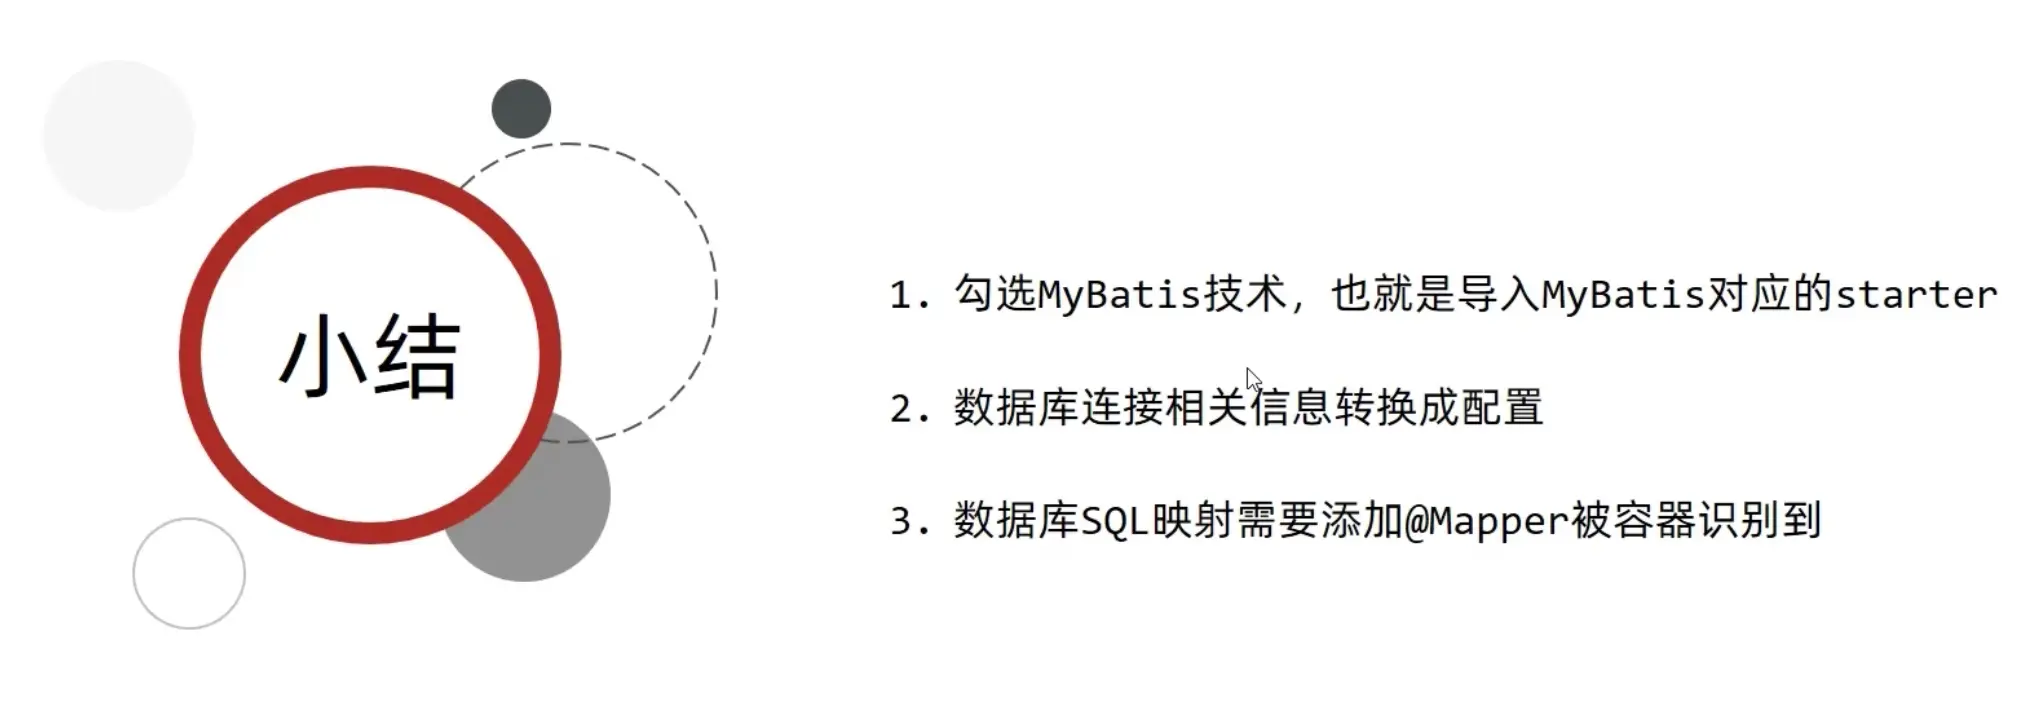 小结
1. 勾选MyBatis技术，也就是导入MyBatis对应的starter
2. 数据库连接相关信息转换成配置
3. 数据库SQL映射需要添加@Mapper被容器识别到